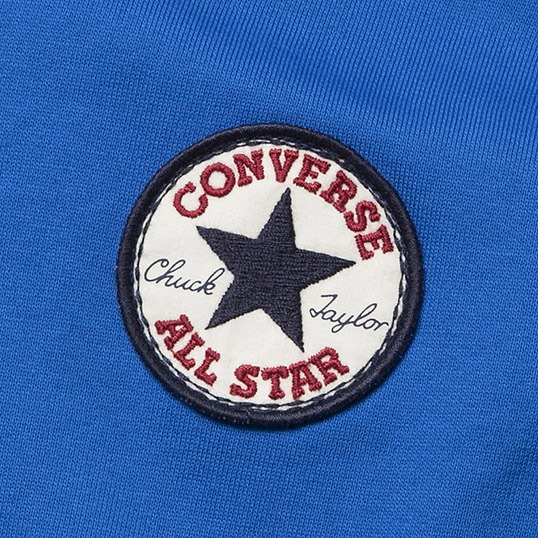 CONVERSE
Chuck Taylor
ALL STAR